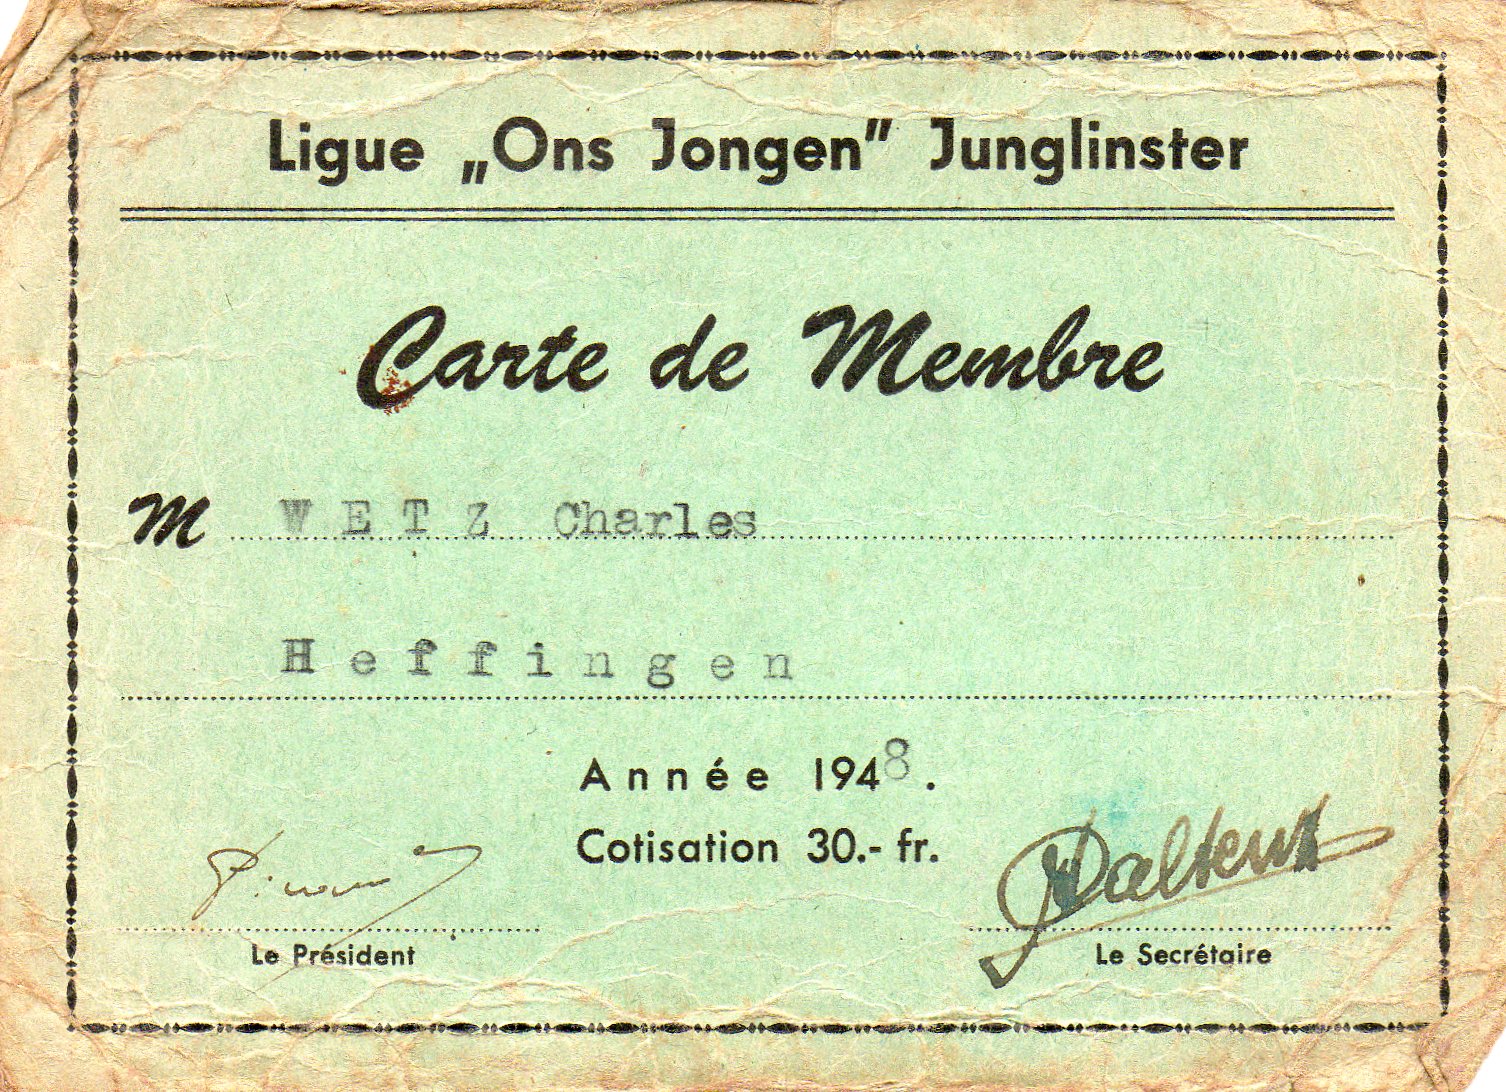 Ligue „Ons Jongen” Junglinster
Carte de Membre
M WETZ Charles
Heffingen
Année 1948.
Cotisation 30.- fr.
Le Président
Le Secrétaire